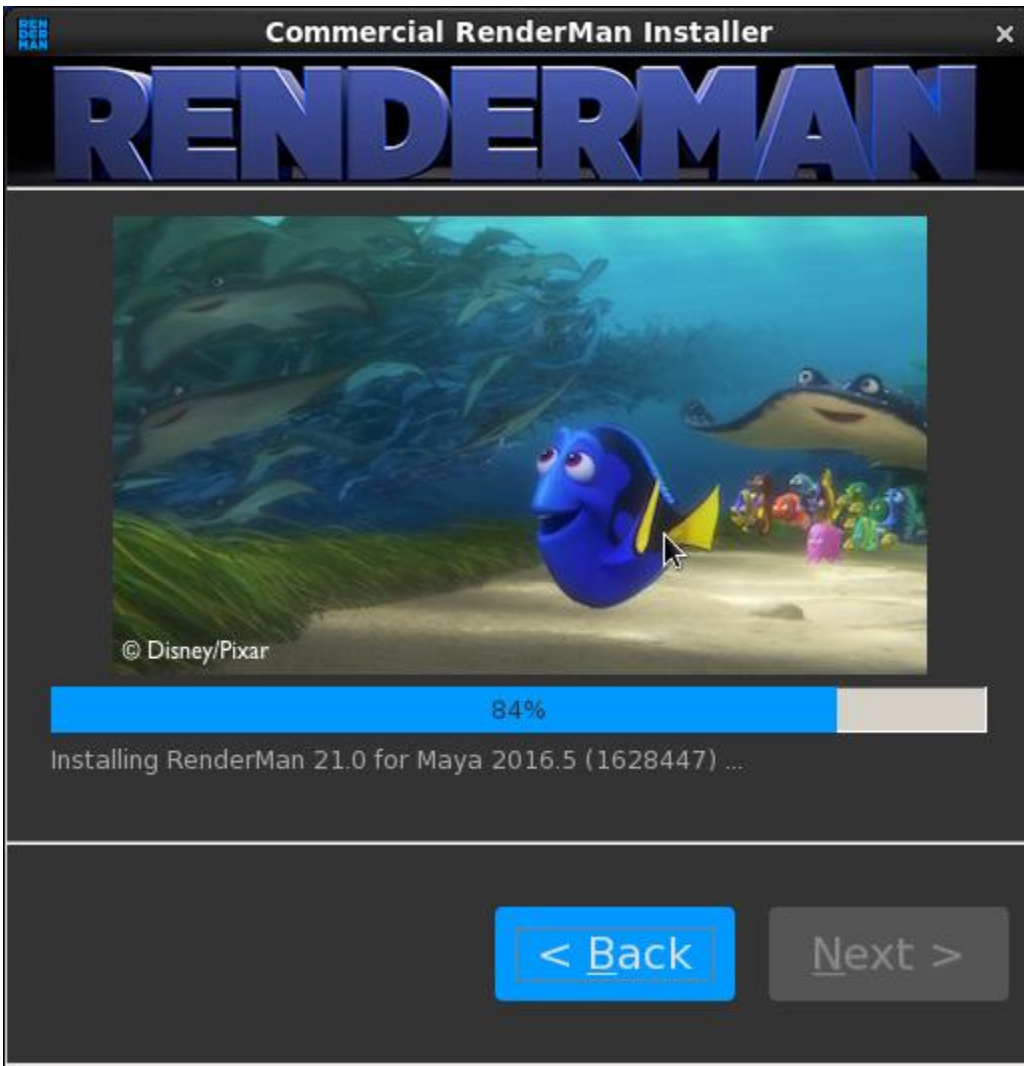 REN
DER
MAN
Commercial RenderMan Installer
RENDERMAN
© Disney/Pixar
84%
Installing RenderMan 21.0 for Maya 2016.5 (1628447) ...
< Back
Next >